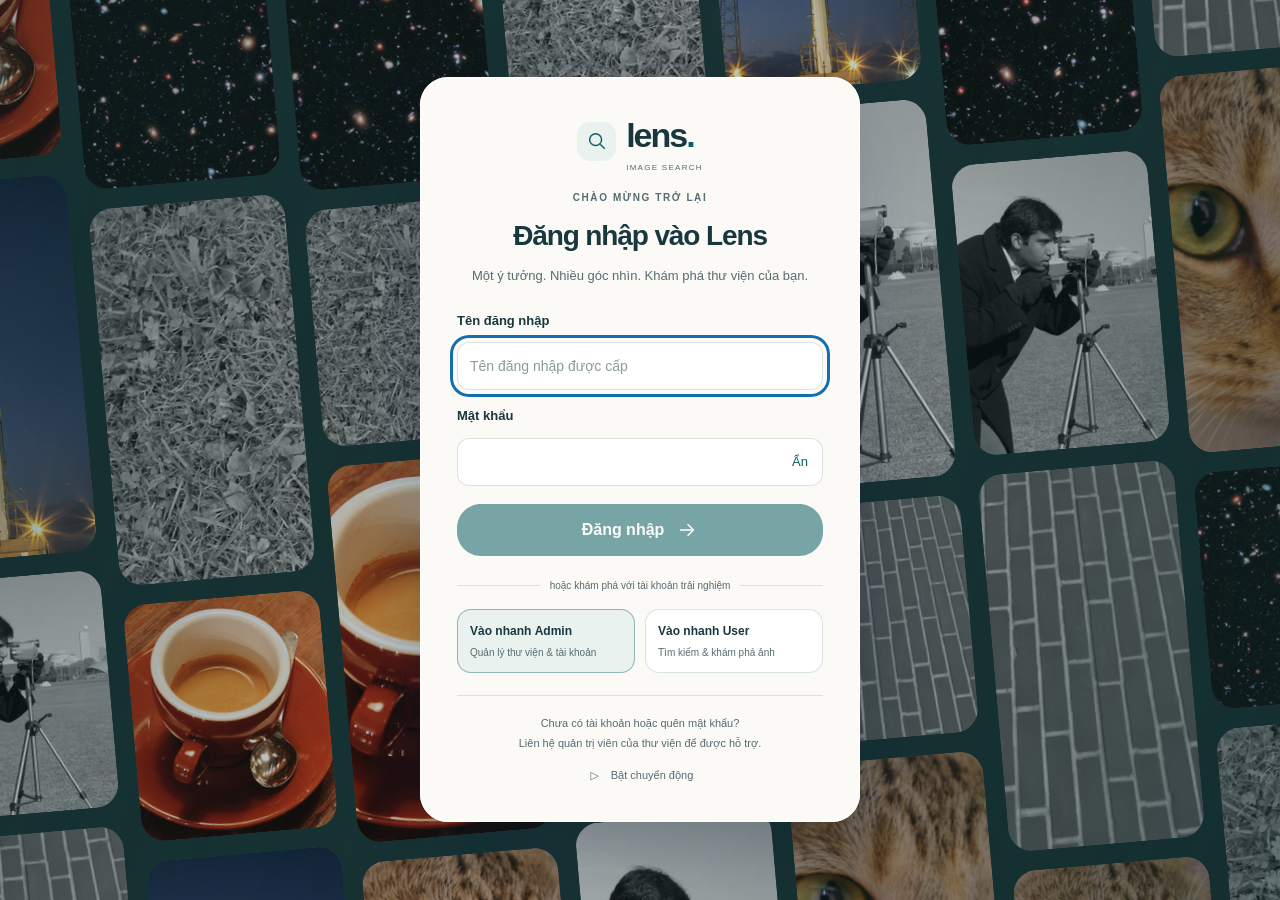 lens.
IMAGE SEARCH
CHÀO MỪNG TRỞ LẠI
Đăng nhập vào Lens
Một ý tưởng. Nhiều góc nhìn. Khám phá thư viện của bạn.
Tên đăng nhập
Tên đăng nhập được cấp
Mật khẩu
Ẩn
Đăng nhập
hoặc khám phá với tài khoản trải nghiệm
Vào nhanh Admin
Quản lý thư viện & tài khoản
Vào nhanh User
Tìm kiếm & khám phá ảnh
Chưa có tài khoản hoặc quên mật khẩu?
Liên hệ quản trị viên của thư viện để được hỗ trợ.
Bật chuyển động